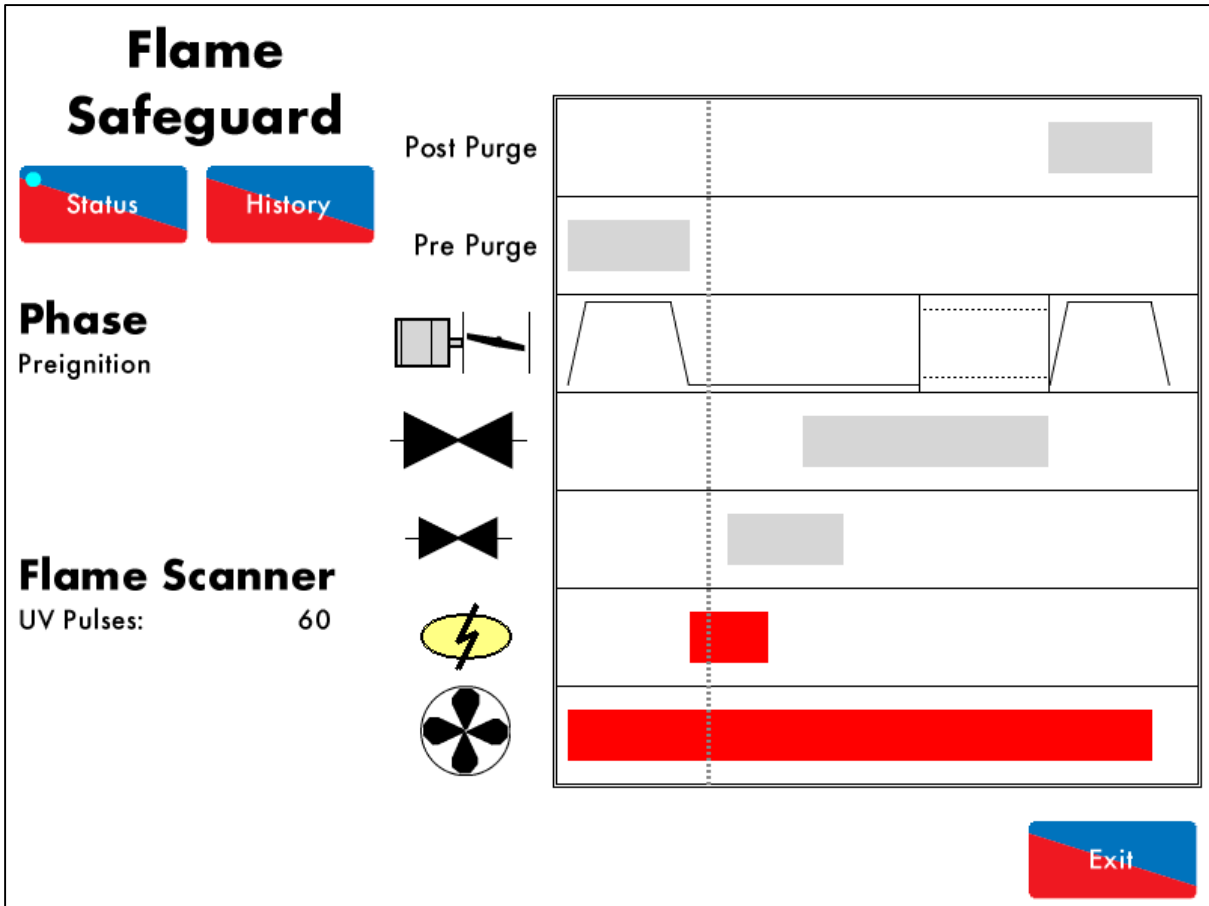 Flame
Safeguard
Status
History
Post Purge
Pre Purge
Phase
Preignition
Flame Scanner
UV Pulses: 60
Exit